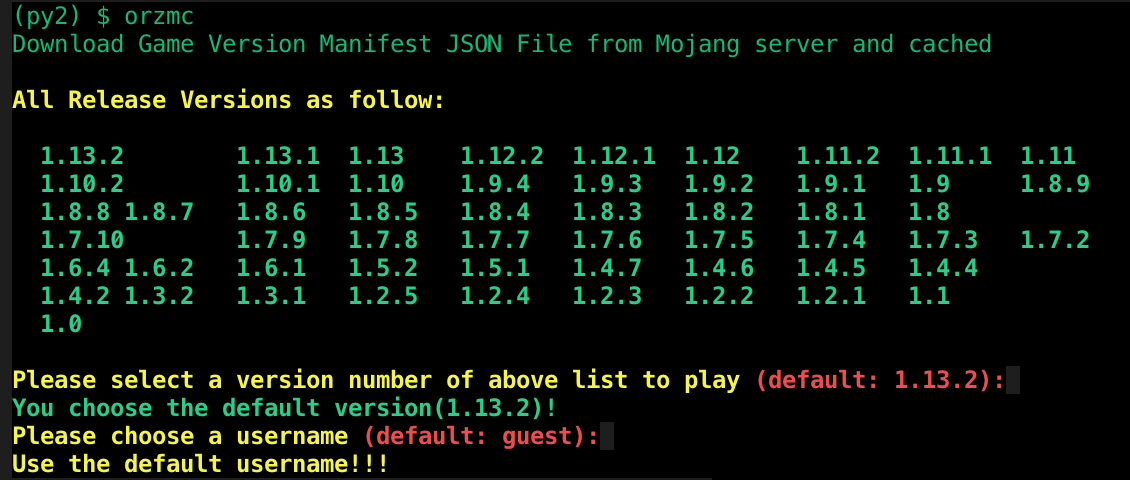 (py2) $ orzmc
Download Game Version Manifest JSON File from Mojang server and cached
All Release Versions as follow:
1.13.2 1.13.1 1.13 1.12.2 1.12.1 1.12 1.11.2 1.11.1 1.11
1.10.2 1.10.1 1.10 1.9.4 1.9.3 1.9.2 1.9.1 1.9 1.8.9
1.8.8 1.8.7 1.8.6 1.8.5 1.8.4 1.8.3 1.8.2 1.8.1 1.8
1.7.10 1.7.9 1.7.8 1.7.7 1.7.6 1.7.5 1.7.4 1.7.3 1.7.2
1.6.4 1.6.2 1.6.1 1.5.2 1.5.1 1.4.7 1.4.6 1.4.5 1.4.4
1.4.2 1.3.2 1.3.1 1.2.5 1.2.4 1.2.3 1.2.2 1.2.1 1.1
1.0
Please select a version number of above list to play (default: 1.13.2):
You choose the default version(1.13.2)!
Please choose a username (default: guest):
Use the default username!!!